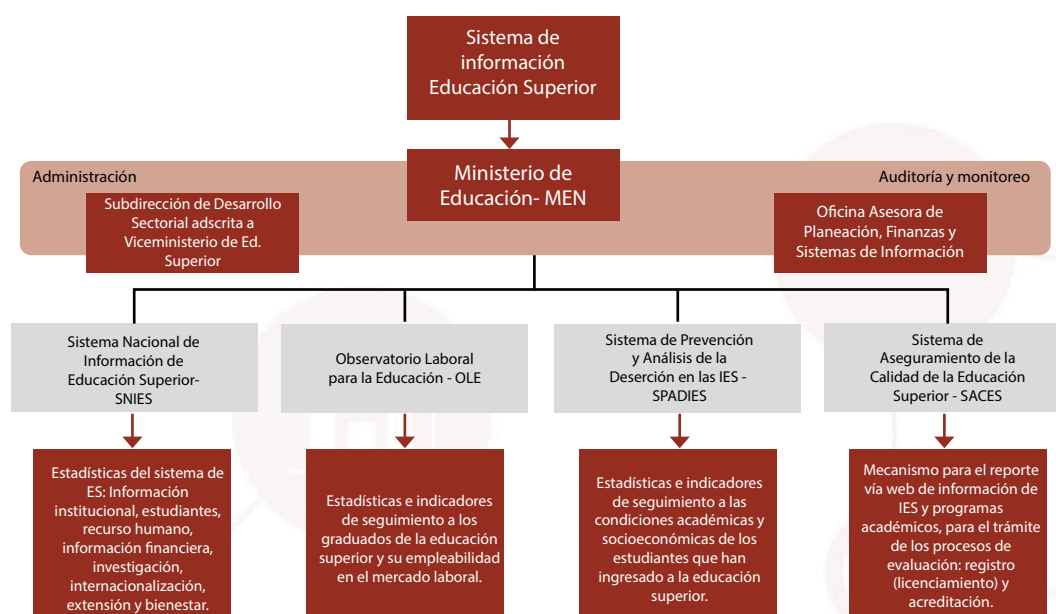 Sistema de
información
Educación Superior
Ministerio de
Educación- MEN
Administración
Auditoría y monitoreo
Subdirección de Desarrollo
Sectorial adscrita a
Viceministerio de Ed.
Superior
Oficina Asesora de
Planeación, Finanzas y
Sistemas de Información
Sistema Nacional de
Información de
Educación Superior-
SNIES
Observatorio Laboral
para la Educación - OLE
Sistema de Prevención
y Análisis de la
Deserción en las IES -
SPADIES
Sistema de
Aseguramiento de la
Calidad de la Educación
Superior - SACES
Estadísticas del sistema de
ES: Información
institucional, estudiantes,
recurso humano,
información financiera,
investigación,
internacionalización,
extensión y bienestar.
Estadísticas e indicadores
de seguimiento a los
graduados de la educación
superior y su empleabilidad
en el mercado laboral.
Estadísticas e indicadores
de seguimiento a las
condiciones académicas y
socioeconómicas de los
estudiantes que han
ingresado a la educación
superior.
Mecanismo para el reporte
vía web de información de
IES y programas
académicos, para el trámite
de los procesos de
evaluación: registro
(licenciamiento) y
acreditación.